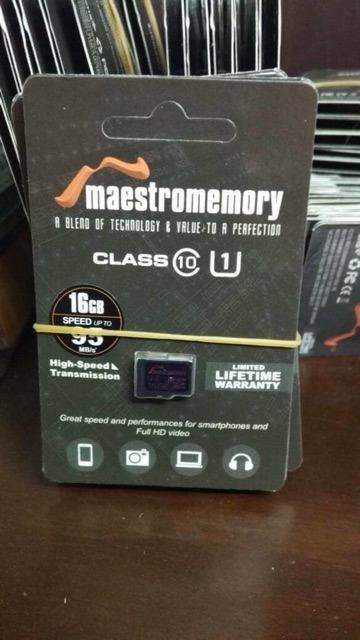 maestromemory
A BLEND OF TECHNOLOGY & VALUE TO A PERFECTION
CLASS 10 U1
16GB
SPEED UP TO
95
MB/s*
High-Speed
Transmission
LIMITED
LIFETIME
WARRANTY
Great speed and performances for smartphones and
Full HD video